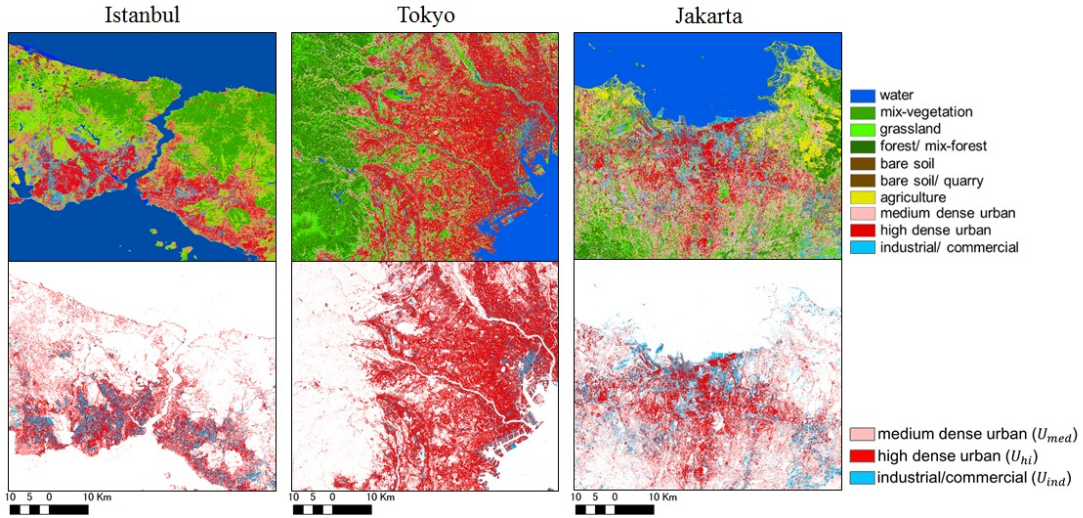 Istanbul
Tokyo
Jakarta
water
mix-vegetation
grassland
forest/ mix-forest
bare soil
bare soil/ quarry
agriculture
medium dense urban
high dense urban
industrial/ commercial
medium dense urban (U_med)
high dense urban (U_hi)
industrial/commercial (U_ind)
10 5 0 10 Km
10 5 0 10 Km
10 5 0 10 Km